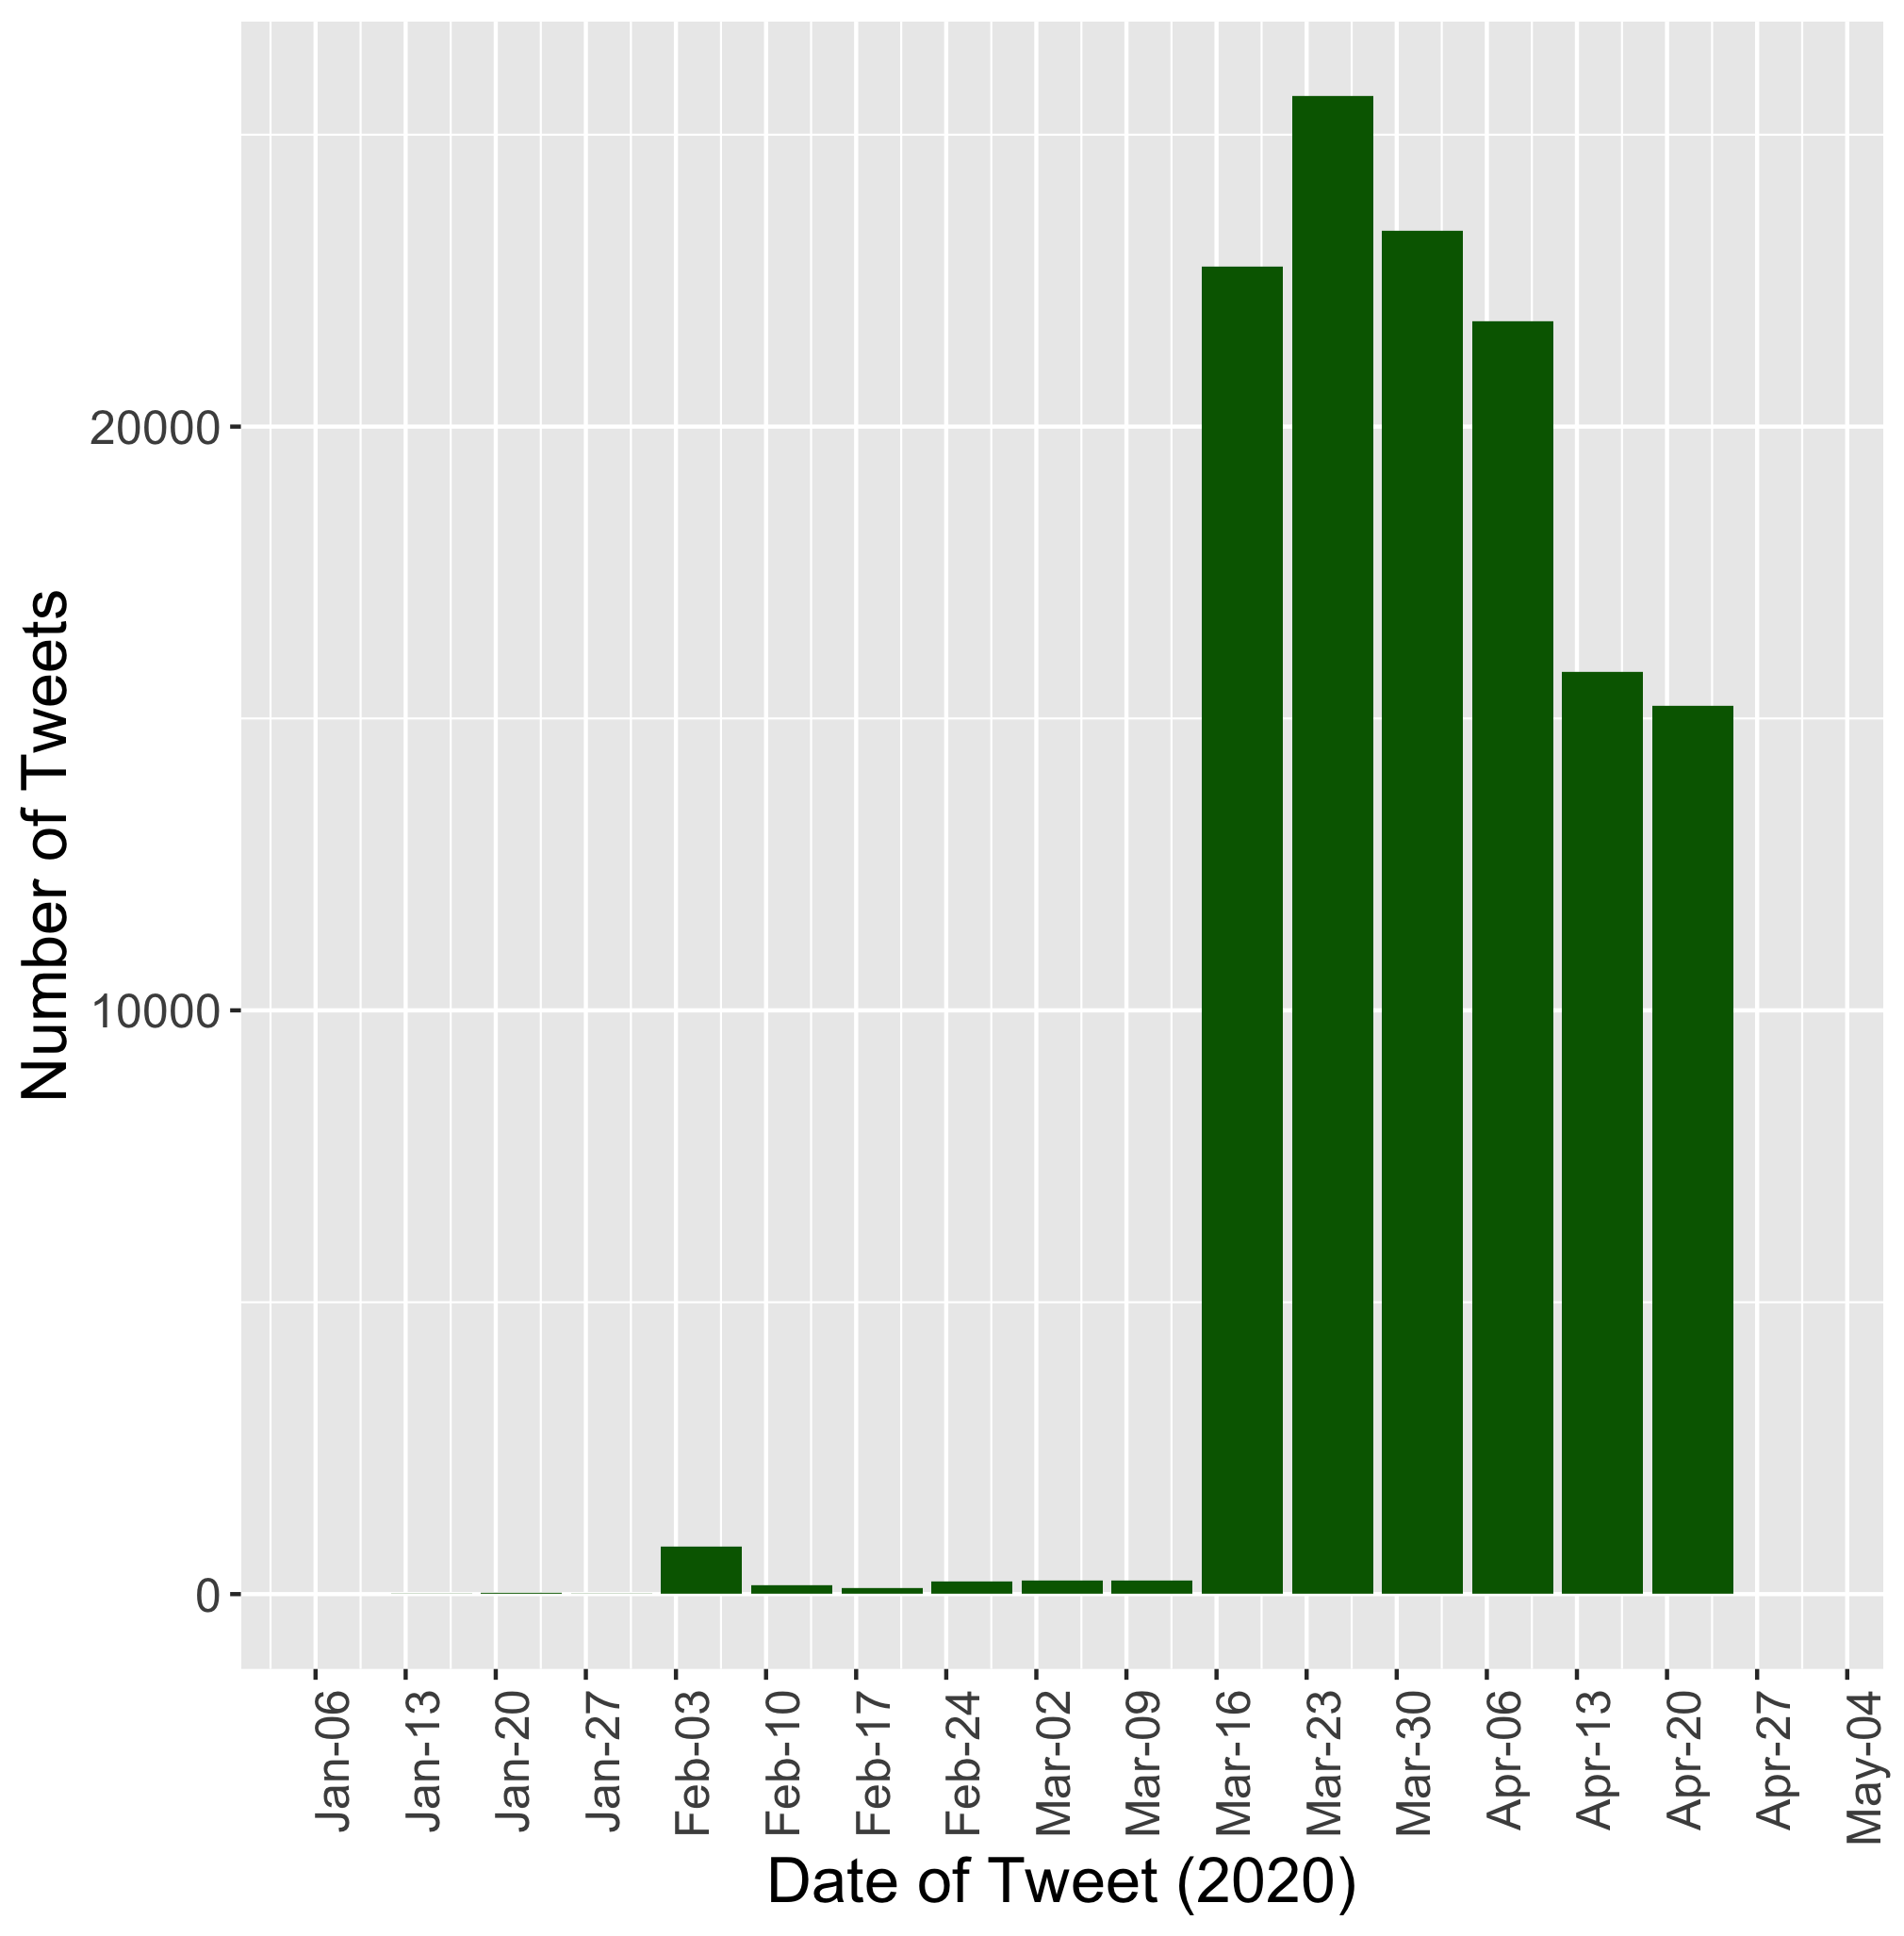 Number of Tweets
20000
10000
0
Jan-06
Jan-13
Jan-20
Jan-27
Feb-03
Feb-10
Feb-17
Feb-24
Mar-02
Mar-09
Mar-16
Mar-23
Mar-30
Apr-06
Apr-13
Apr-20
Apr-27
May-04
Date of Tweet (2020)